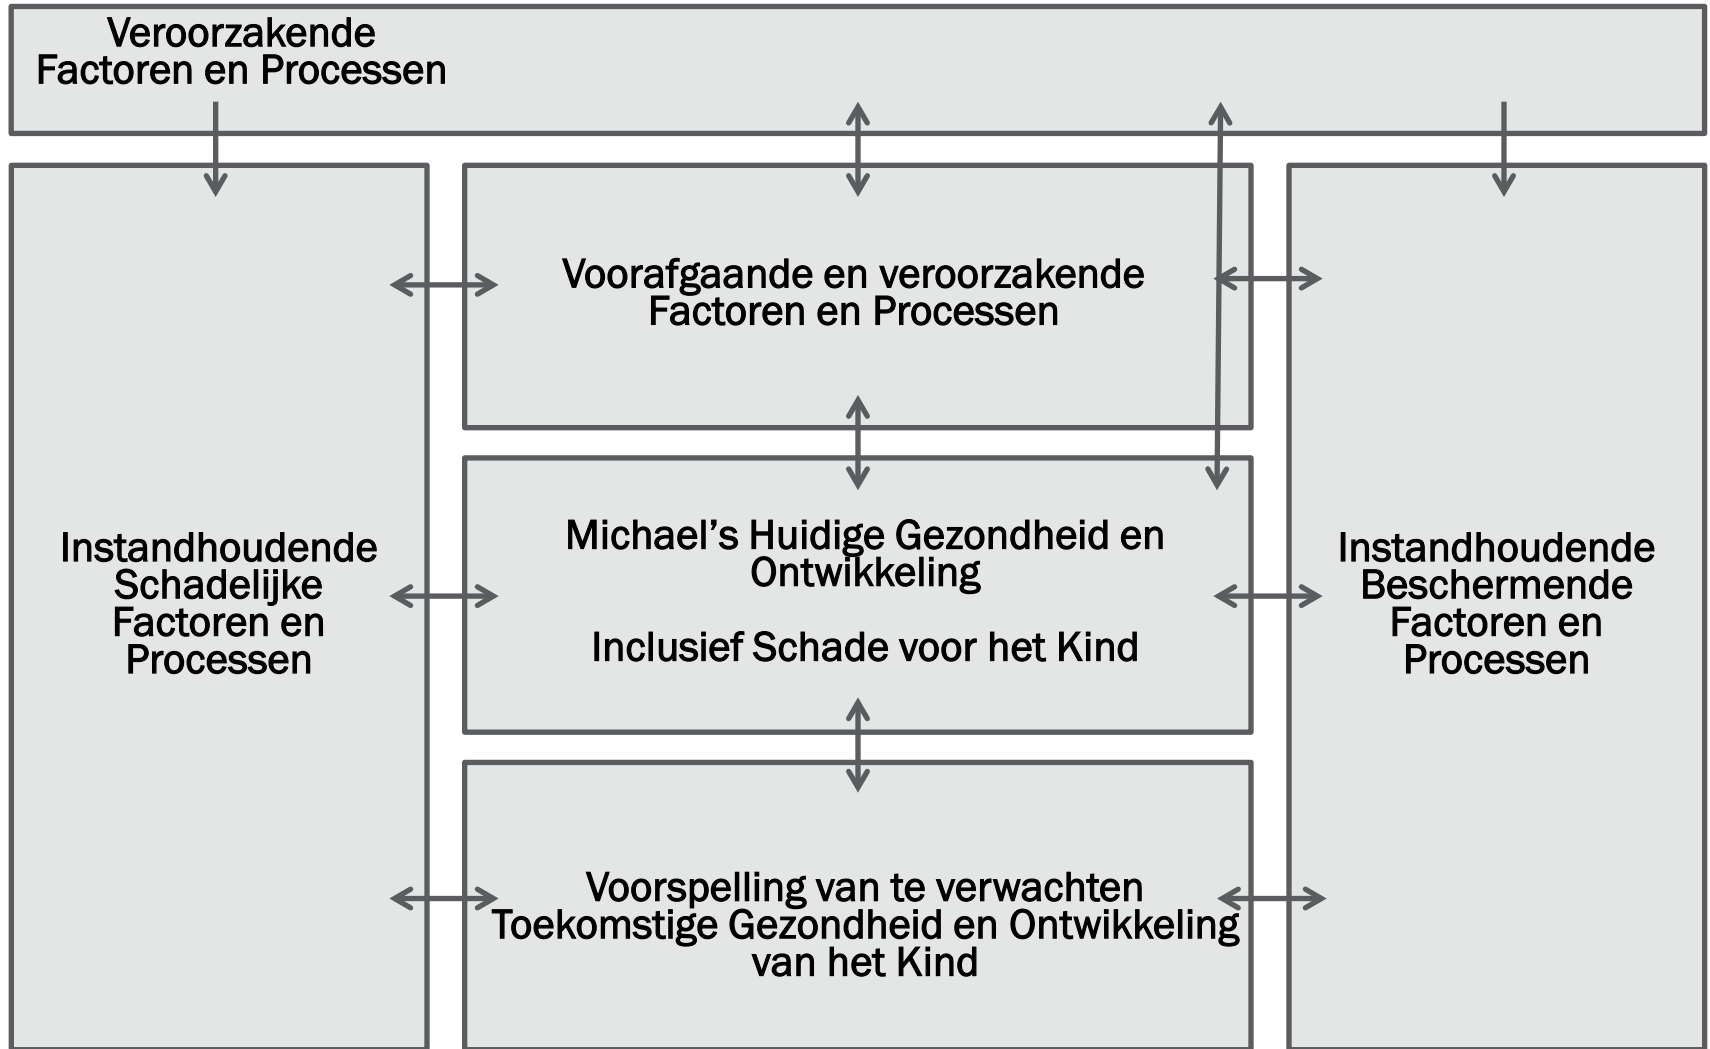 Veroorzakende
Factoren en Processen
Voorafgaande en veroorzakende
Factoren en Processen
Instandhoudende
Schadelijke
Factoren en
Processen
Michael’s Huidige Gezondheid en
Ontwikkeling
Inclusief Schade voor het Kind
Instandhoudende
Beschermende
Factoren en
Processen
Voorspelling van te verwachten
Toekomstige Gezondheid en Ontwikkeling
van het Kind